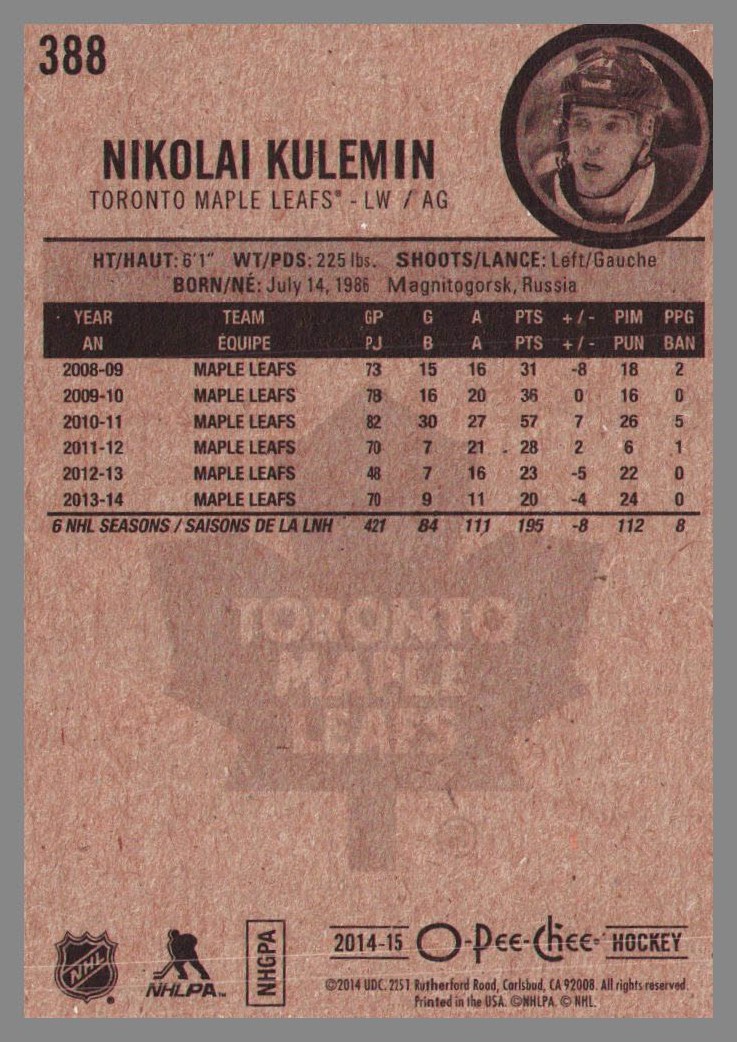 388
NIKOLAI KULEMIN
TORONTO MAPLE LEAFS® - LW / AG
HT/HAUT: 6'1" WT/PDS: 225 lbs. SHOOTS/LANCE: Left/Gauche
BORN/NÉ: July 14, 1986 Magnitogorsk, Russia
YEAR TEAM GP G A PTS +/- PIM PPG
AN ÉQUIPE PJ B A PTS +/- PUN BAN
2008-09 MAPLE LEAFS 73 15 16 31 -8 18 2
2009-10 MAPLE LEAFS 78 16 20 36 0 16 0
2010-11 MAPLE LEAFS 82 30 27 57 7 26 5
2011-12 MAPLE LEAFS 70 7 21 28 2 6 1
2012-13 MAPLE LEAFS 48 7 16 23 -5 22 0
2013-14 MAPLE LEAFS 70 9 11 20 -4 24 0
6 NHL SEASONS / SAISONS DE LA LNH 421 84 111 195 -8 112 8
TORONTO
MAPLE
LEAFS
®
NHL ®
NHLPA™
NHGPA
2014-15 O-Pee-Chee® HOCKEY
©2014 UDC. 2251 Rutherford Road, Carlsbad, CA 92008. All rights reserved.
Printed in the USA. ©NHLPA. © NHL.